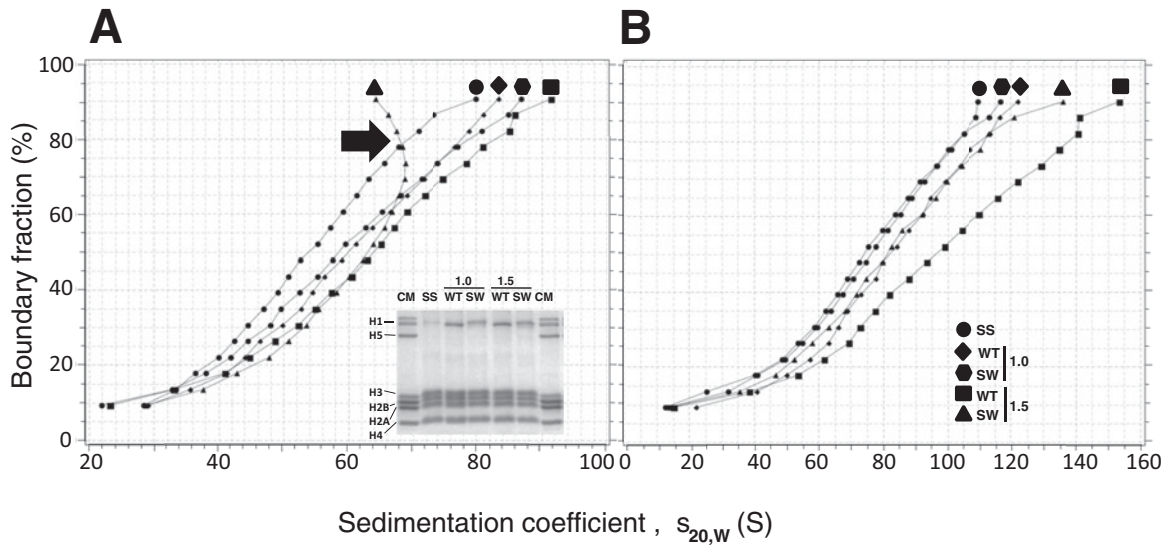 A
B
Boundary fraction (%)
100
80
60
40
20
0
1.0 1.5
CM SS WT SW WT SW CM
H1
H5
H3
H2B
H2A
H4
SS
WT
SW
1.0
WT
SW
1.5
20 40 60 80 100
0 20 40 60 80 100 120 140 160
Sedimentation coefficient , s20,W (S)